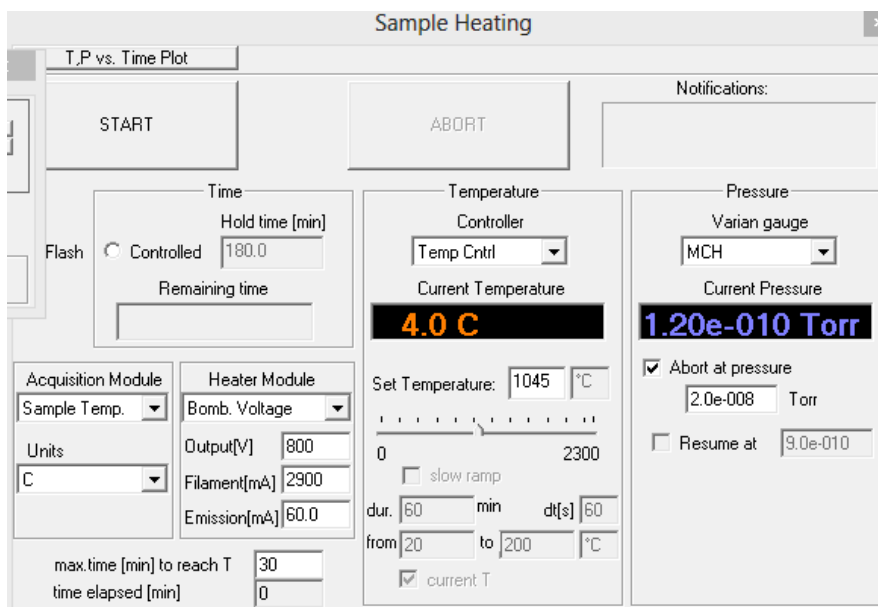 Sample Heating
T,P vs. Time Plot
START
ABORT
Notifications:
Time
Hold time [min]
Flash
Controlled
180.0
Remaining time
Temperature
Controller
Temp Cntrl
Current Temperature
4.0 C
Pressure
Varian gauge
MCH
Current Pressure
1.20e-010 Torr
Acquisition Module
Sample Temp.
Units
C
Heater Module
Bomb. Voltage
Output[V] 800
Filament[mA] 2900
Emission[mA] 60.0
Set Temperature: 1045 °C
0 2300
slow ramp
dur. 60 min dt[s] 60
from 20 to 200 °C
current T
Abort at pressure
2.0e-008 Torr
Resume at 9.0e-010
max.time [min] to reach T 30
time elapsed [min] 0